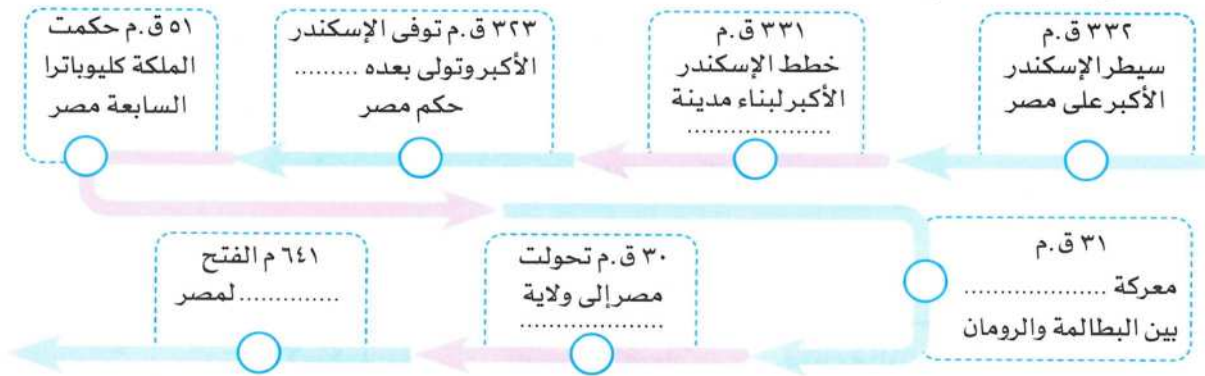 ٣٣٢ ق.م
سيطر الإسكندر
الأكبر على مصر
٣٣١ ق.م
خطط الإسكندر
الأكبر لبناء مدينة
...................
٣٢٣ ق.م توفى الإسكندر
الأكبر وتولى بعده .........
حكم مصر
٥١ ق.م حكمت
الملكة كليوباترا
السابعة مصر
٣١ ق.م
معركة ...................
بين البطالمة والرومان
٣٠ ق.م تحولت
مصر إلى ولاية
...................
٦٤١ م الفتح
.............. لمصر